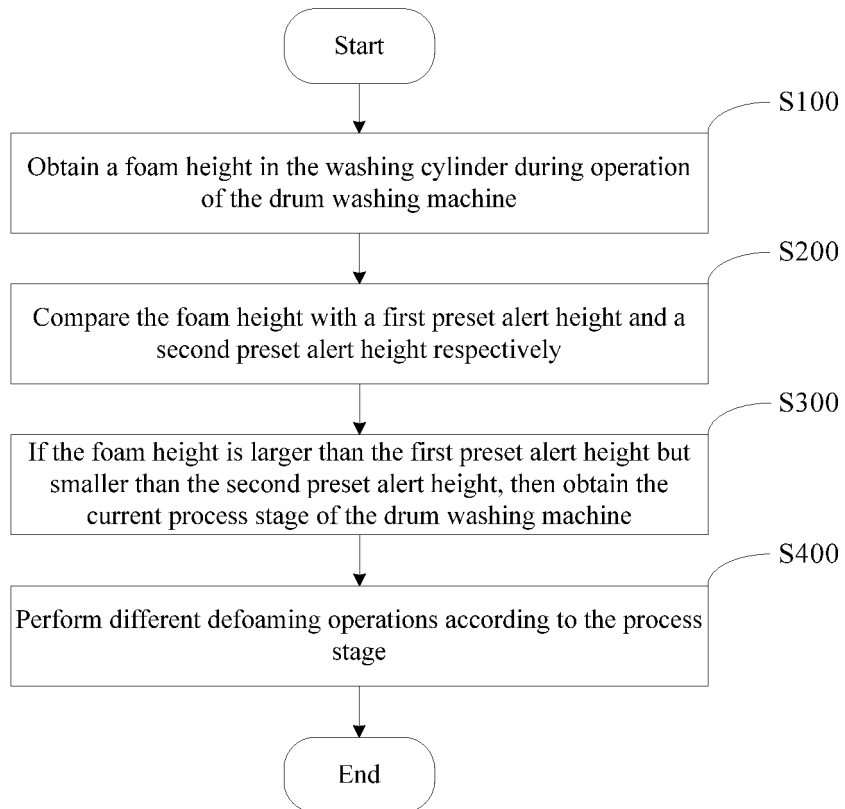 Start
S100
Obtain a foam height in the washing cylinder during operation
of the drum washing machine
S200
Compare the foam height with a first preset alert height and a
second preset alert height respectively
S300
If the foam height is larger than the first preset alert height but
smaller than the second preset alert height, then obtain the
current process stage of the drum washing machine
S400
Perform different defoaming operations according to the process
stage
End